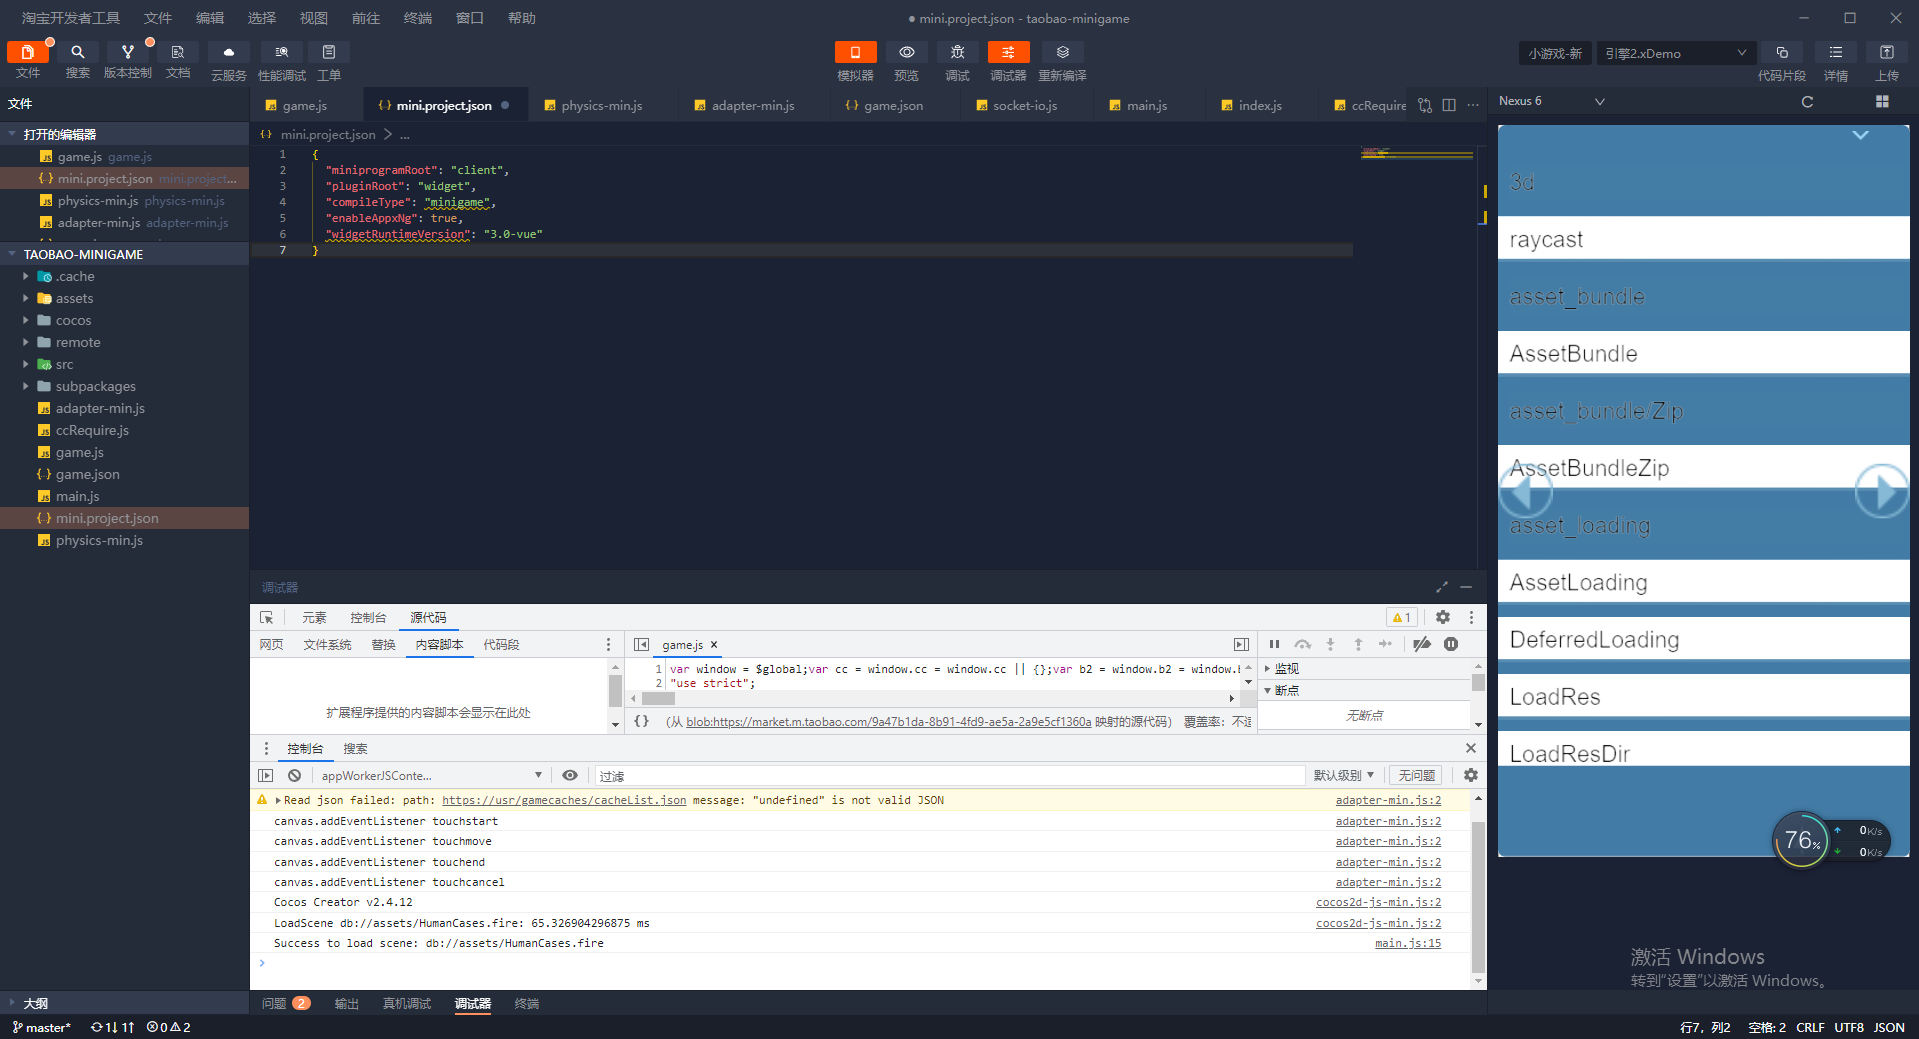 淘宝开发者工具 文件 编辑 选择 视图 前往 终端 窗口 帮助
● mini.project.json - taobao-minigame
文件 搜索 版本控制 文档 云服务 性能调试 工单
模拟器 预览 调试 调试器 重新编译
小游戏-新 引擎2.xDemo 代码片段 详情 上传
文件
game.js mini.project.json physics-min.js adapter-min.js game.json socket-io.js main.js index.js ccRequire
Nexus 6
打开的编辑器
game.js game.js
mini.project.json mini.project...
physics-min.js physics-min.js
adapter-min.js adapter-min.js
TAOBAO-MINIGAME
.cache
assets
cocos
remote
src
subpackages
adapter-min.js
ccRequire.js
game.js
game.json
main.js
mini.project.json
physics-min.js
大纲
mini.project.json > ...
1 {
2 "miniprogramRoot": "client",
3 "pluginRoot": "widget",
4 "compileType": "minigame",
5 "enableAppxNg": true,
6 "widgetRuntimeVersion": "3.0-vue"
7 }
调试器
元素 控制台 源代码 1
网页 文件系统 替换 内容脚本 代码段
扩展程序提供的内容脚本会显示在此处
game.js ×
1 var window = $global;var cc = window.cc = window.cc || {};var b2 = window.b2 = window.
2 "use strict";
{} (从 blob:https://market.m.taobao.com/9a47b1da-8b91-4fd9-ae5a-2a9e5cf1360a 映射的源代码) 覆盖率: 不适
监视
断点
无断点
控制台 搜索
appWorkerJSConte... 过滤 默认级别 无问题
Read json failed: path: https://usr/gamecaches/cacheList.json message: "undefined" is not valid JSON adapter-min.js:2
canvas.addEventListener touchstart adapter-min.js:2
canvas.addEventListener touchmove adapter-min.js:2
canvas.addEventListener touchend adapter-min.js:2
canvas.addEventListener touchcancel adapter-min.js:2
Cocos Creator v2.4.12 cocos2d-js-min.js:2
LoadScene db://assets/HumanCases.fire: 65.326904296875 ms cocos2d-js-min.js:2
Success to load scene: db://assets/HumanCases.fire main.js:15
问题 2 输出 真机调试 调试器 终端
3d
raycast
asset_bundle
AssetBundle
asset_bundle/Zip
AssetBundleZip
asset_loading
AssetLoading
DeferredLoading
LoadRes
LoadResDir
76%
0K/s
0K/s
激活 Windows
转到“设置”以激活 Windows。
master* 1↓ 1↑ 0 2
行7，列2 空格: 2 CRLF UTF8 JSON